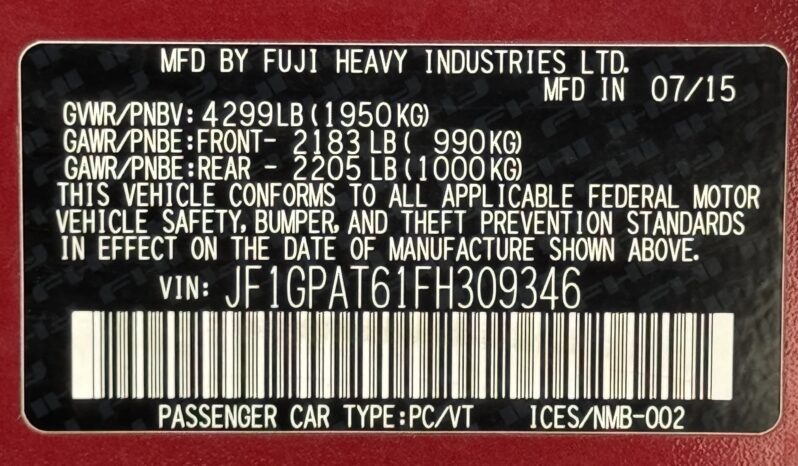 MFD BY FUJI HEAVY INDUSTRIES LTD.
MFD IN 07/15
GVWR/PNBV: 4299LB (1950KG)
GAWR/PNBE:FRONT- 2183 LB ( 990KG)
GAWR/PNBE:REAR - 2205 LB (1000KG)
THIS VEHICLE CONFORMS TO ALL APPLICABLE FEDERAL MOTOR
VEHICLE SAFETY, BUMPER, AND THEFT PREVENTION STANDARDS
IN EFFECT ON THE DATE OF MANUFACTURE SHOWN ABOVE.
VIN: JF1GPAT61FH309346
PASSENGER CAR TYPE:PC/VT ICES/NMB-002